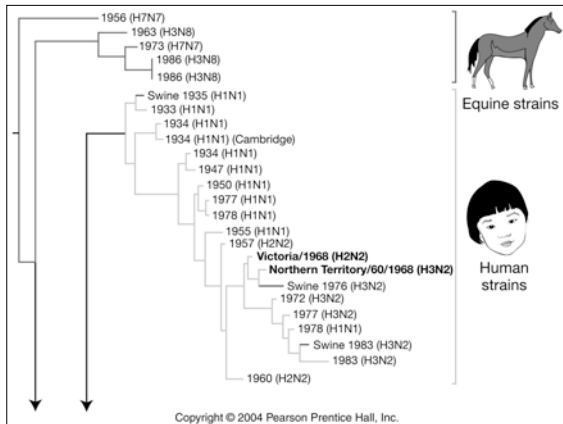 1956 (H7N7)
1963 (H3N8)
1973 (H7N7)
1986 (H3N8)
1986 (H3N8)
Equine strains
Swine 1935 (H1N1)
1933 (H1N1)
1934 (H1N1)
1934 (H1N1) (Cambridge)
1934 (H1N1)
1947 (H1N1)
1950 (H1N1)
1977 (H1N1)
1978 (H1N1)
1955 (H1N1)
1957 (H2N2)
Victoria/1968 (H2N2)
Northern Territory/60/1968 (H3N2)
Swine 1976 (H3N2)
1972 (H3N2)
1977 (H3N2)
1978 (H1N1)
Swine 1983 (H3N2)
1983 (H3N2)
1960 (H2N2)
Human
strains
Copyright © 2004 Pearson Prentice Hall, Inc.